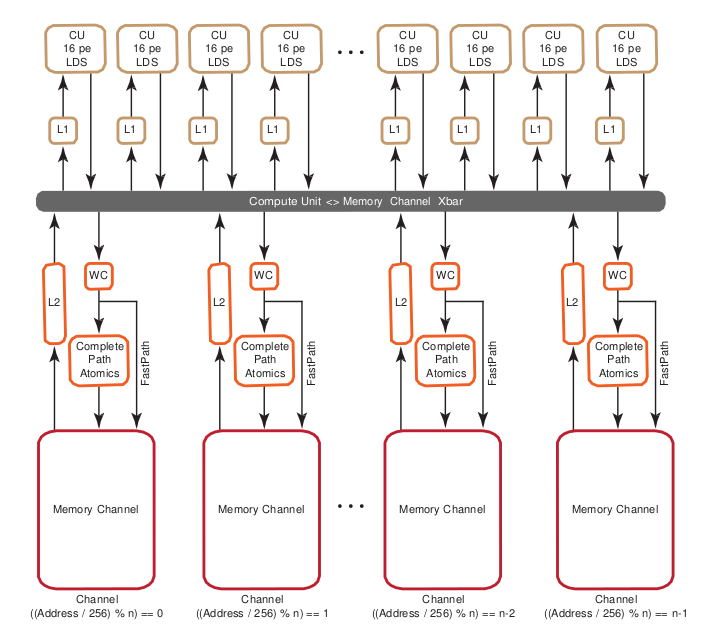 CU
16 pe
LDS
CU
16 pe
LDS
CU
16 pe
LDS
CU
16 pe
LDS
...
CU
16 pe
LDS
CU
16 pe
LDS
CU
16 pe
LDS
CU
16 pe
LDS
L1
L1
L1
L1
L1
L1
L1
L1
Compute Unit <> Memory Channel Xbar
L2
WC
Complete
Path
Atomics
FastPath
L2
WC
Complete
Path
Atomics
FastPath
L2
WC
Complete
Path
Atomics
FastPath
L2
WC
Complete
Path
Atomics
FastPath
Memory Channel
Memory Channel
...
Memory Channel
Memory Channel
Channel
((Address / 256) % n) == 0
Channel
((Address / 256) % n) == 1
Channel
((Address / 256) % n) == n-2
Channel
((Address / 256) % n) == n-1